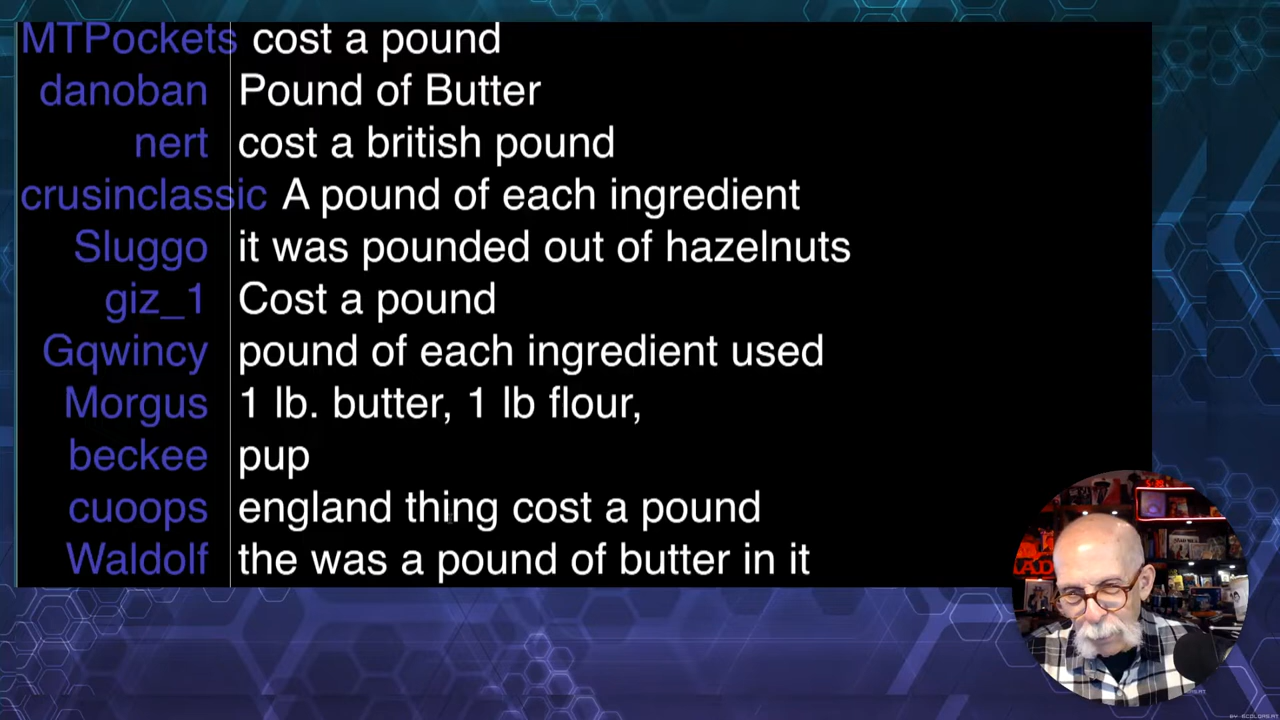 MTPockets cost a pound
danoban Pound of Butter
nert cost a british pound
crusinclassic A pound of each ingredient
Sluggo it was pounded out of hazelnuts
giz_1 Cost a pound
Gqwincy pound of each ingredient used
Morgus 1 lb. butter, 1 lb flour,
beckee pup
cuoops england thing cost a pound
Waldolf the was a pound of butter in it